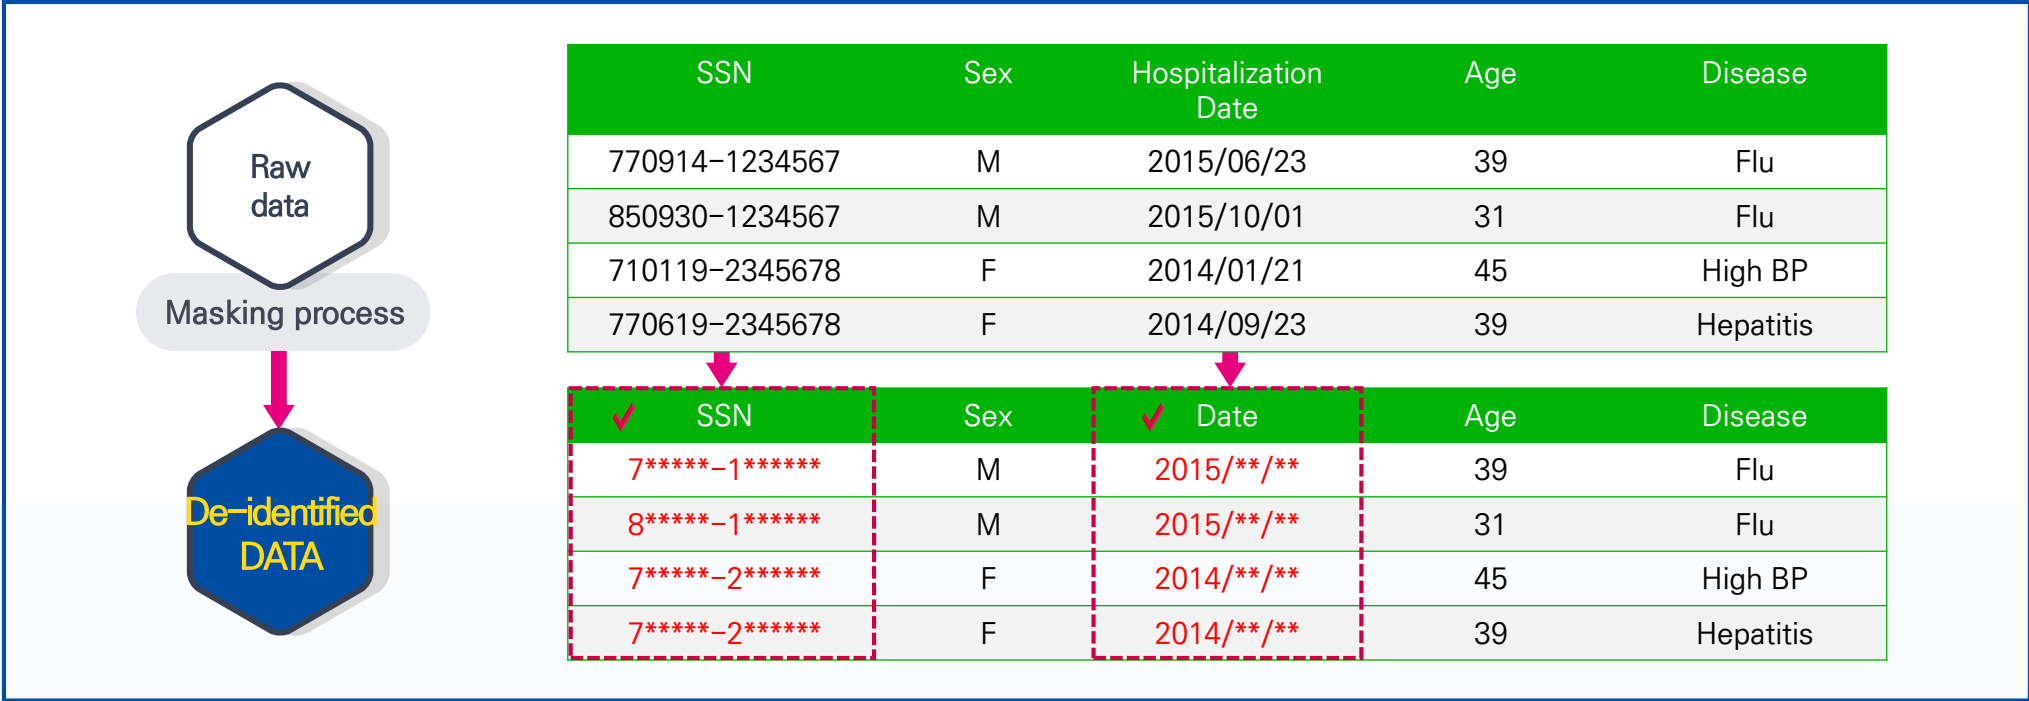 Raw
data
Masking process
De-identified
DATA
SSN Sex Hospitalization Date Age Disease
770914-1234567 M 2015/06/23 39 Flu
850930-1234567 M 2015/10/01 31 Flu
710119-2345678 F 2014/01/21 45 High BP
770619-2345678 F 2014/09/23 39 Hepatitis
SSN Sex Date Age Disease
7*****-1****** M 2015/**/** 39 Flu
8*****-1****** M 2015/**/** 31 Flu
7*****-2****** F 2014/**/** 45 High BP
7*****-2****** F 2014/**/** 39 Hepatitis